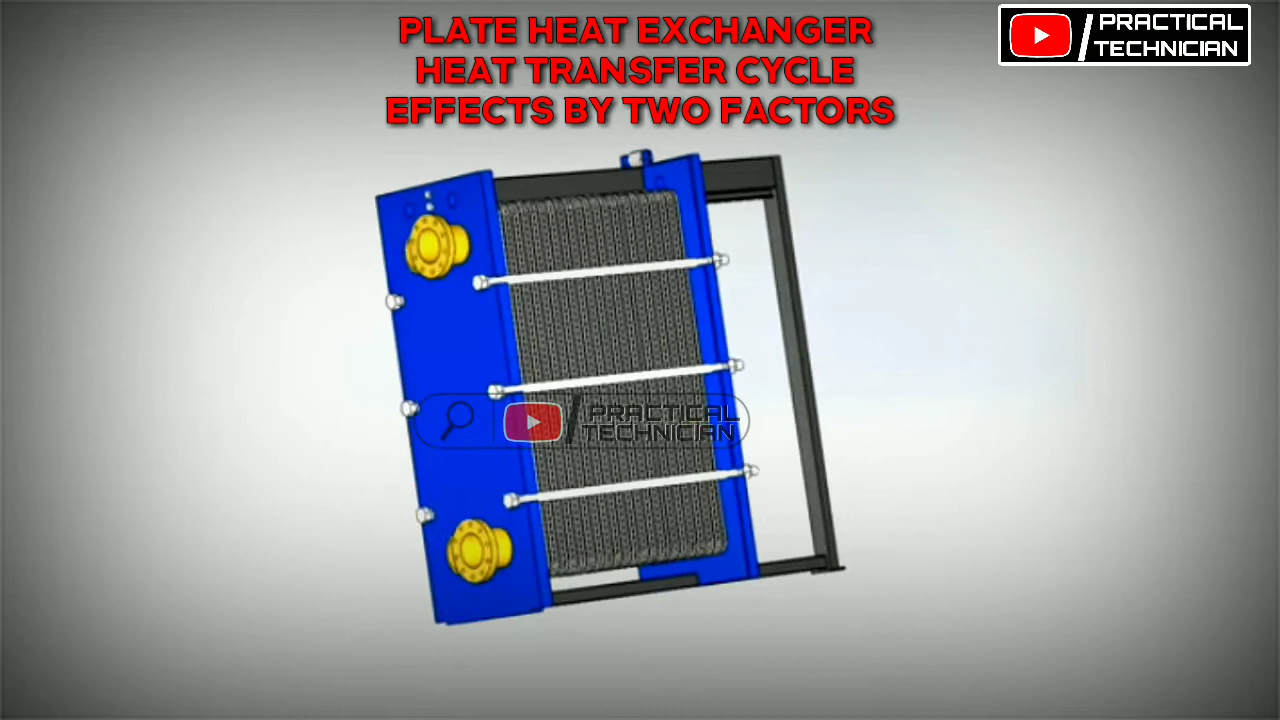 PLATE HEAT EXCHANGER
HEAT TRANSFER CYCLE
EFFECTS BY TWO FACTORS
PRACTICAL
TECHNICIAN
PRACTICAL
TECHNICIAN